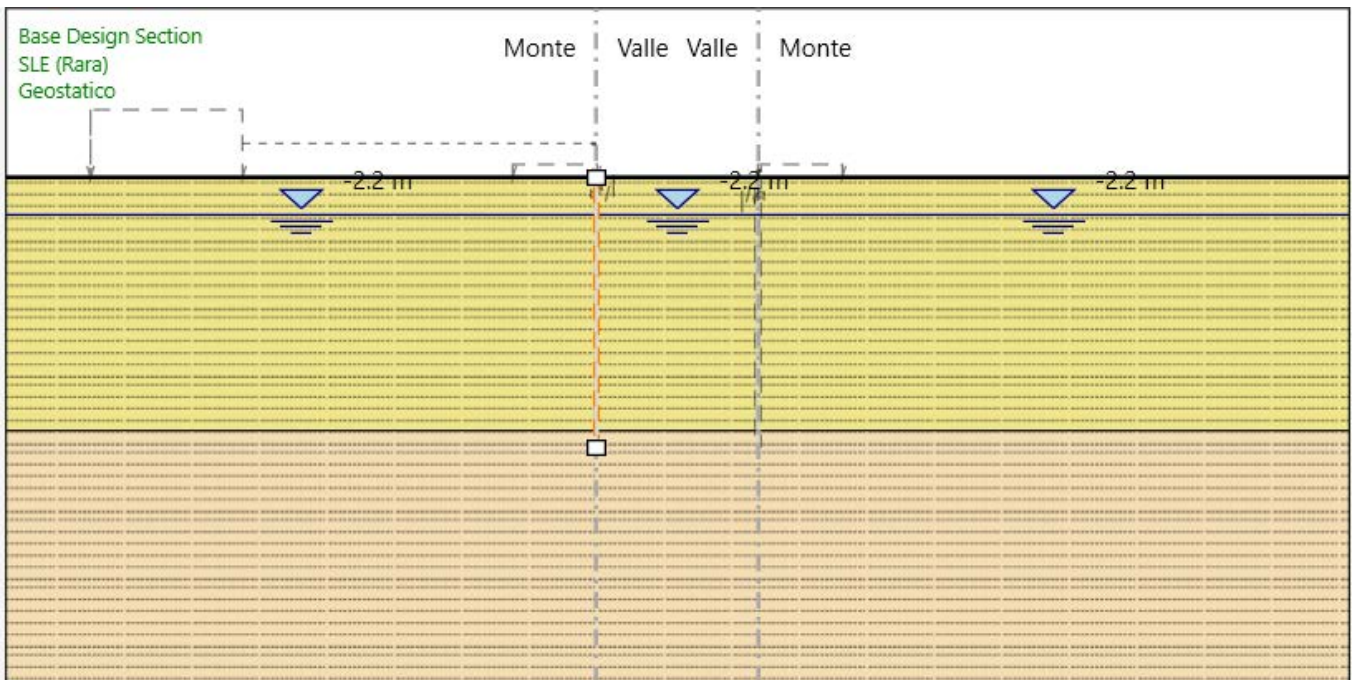 Base Design Section
SLE (Rara)
Geostatico
Monte Valle Valle Monte
-2.2 m -2.2 m -2.2 m